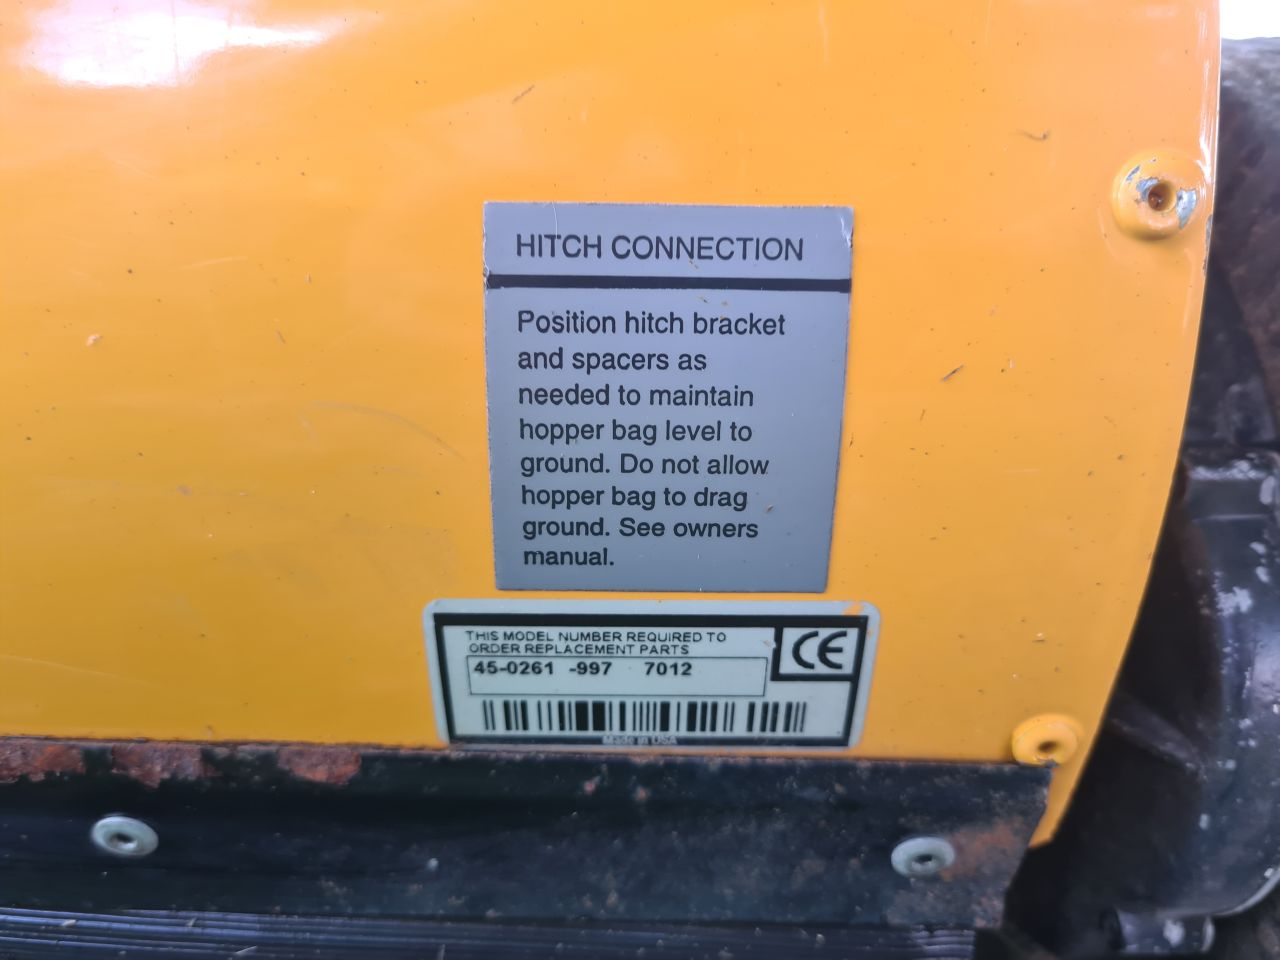 HITCH CONNECTION
Position hitch bracket
and spacers as
needed to maintain
hopper bag level to
ground. Do not allow
hopper bag to drag
ground. See owners
manual.
THIS MODEL NUMBER REQUIRED TO
ORDER REPLACEMENT PARTS
CE
45-0261 -997 7012
Made in USA